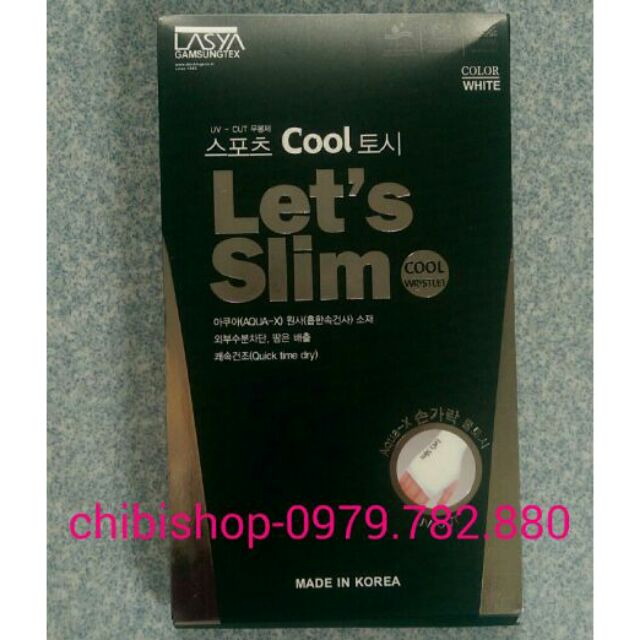 LASYA
GAMSUNGTEX
COLOR
WHITE
UV - CUT 무봉제
스포츠 Cool 토시
Let's
Slim
COOL
WRISTLET
아쿠아(AQUA-X) 원사(흡한속건사) 소재
외부수분차단, 땀은 배출
쾌속건조(Quick time dry)
Aqua-X 손가락 쿨토시
chibishop-0979.782.880
MADE IN KOREA